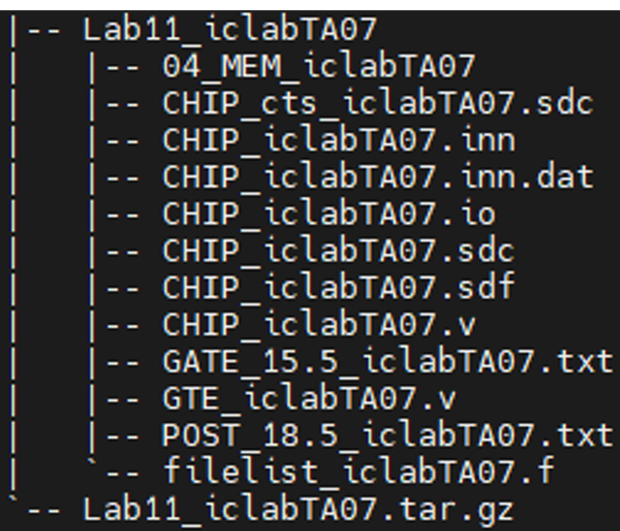 |-- Lab11_iclabTA07
|   |-- 04_MEM_iclabTA07
|   |-- CHIP_cts_iclabTA07.sdc
|   |-- CHIP_iclabTA07.inn
|   |-- CHIP_iclabTA07.inn.dat
|   |-- CHIP_iclabTA07.io
|   |-- CHIP_iclabTA07.sdc
|   |-- CHIP_iclabTA07.sdf
|   |-- CHIP_iclabTA07.v
|   |-- GATE_15.5_iclabTA07.txt
|   |-- GTE_iclabTA07.v
|   |-- POST_18.5_iclabTA07.txt
|   `-- filelist_iclabTA07.f
`-- Lab11_iclabTA07.tar.gz